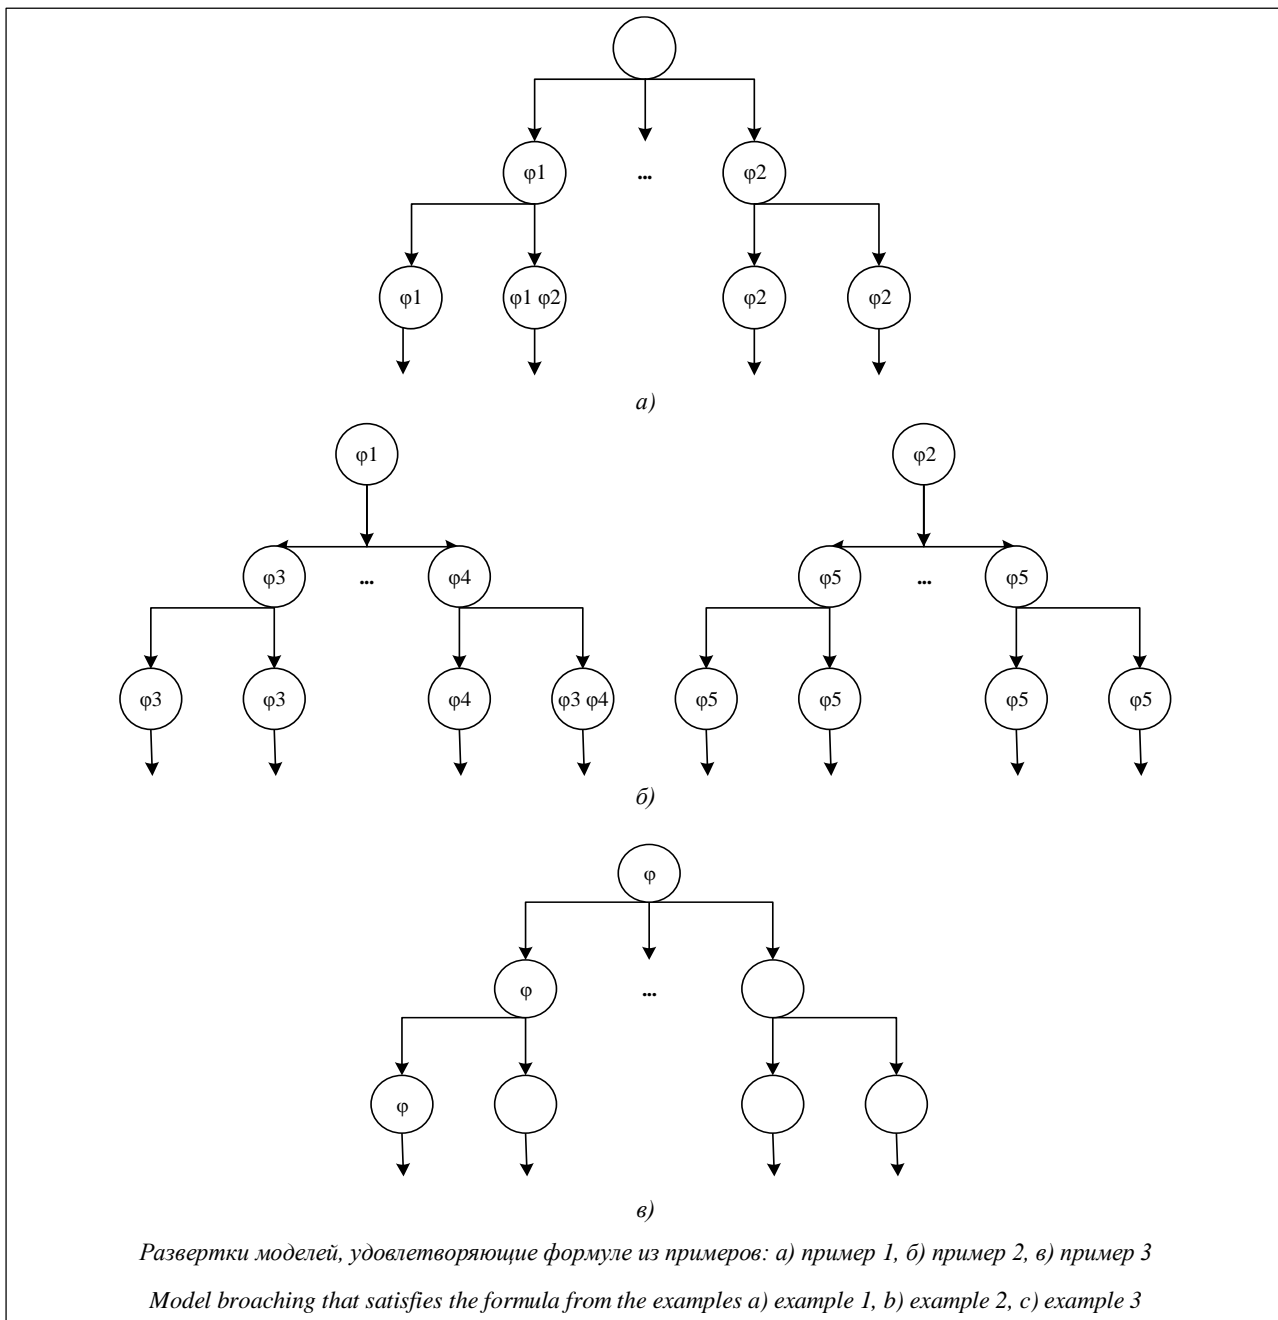 φ1 ... φ2
φ1 φ1 φ2 φ2 φ2
а)
φ1 φ2
φ3 ... φ4 φ5 ... φ5
φ3 φ3 φ4 φ3 φ4 φ5 φ5 φ5 φ5
б)
φ
φ ...
φ
в)
Развертки моделей, удовлетворяющие формуле из примеров: а) пример 1, б) пример 2, в) пример 3
Model broaching that satisfies the formula from the examples a) example 1, b) example 2, c) example 3